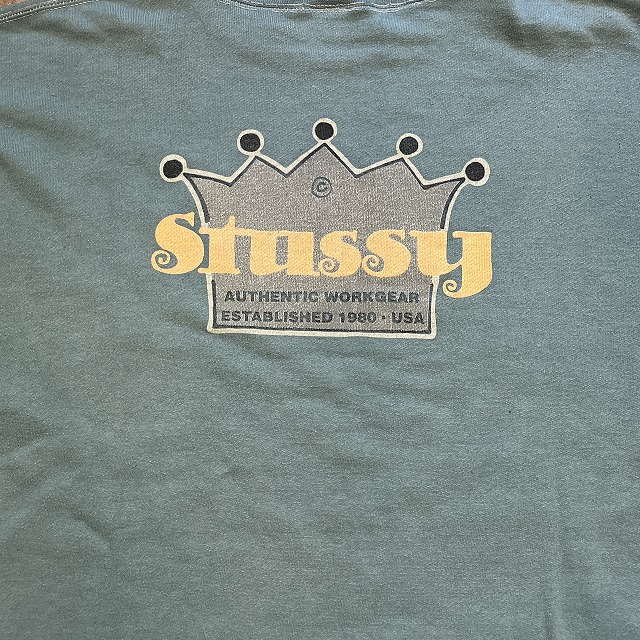 ©
Stussy
AUTHENTIC WORKGEAR
ESTABLISHED 1980 · USA